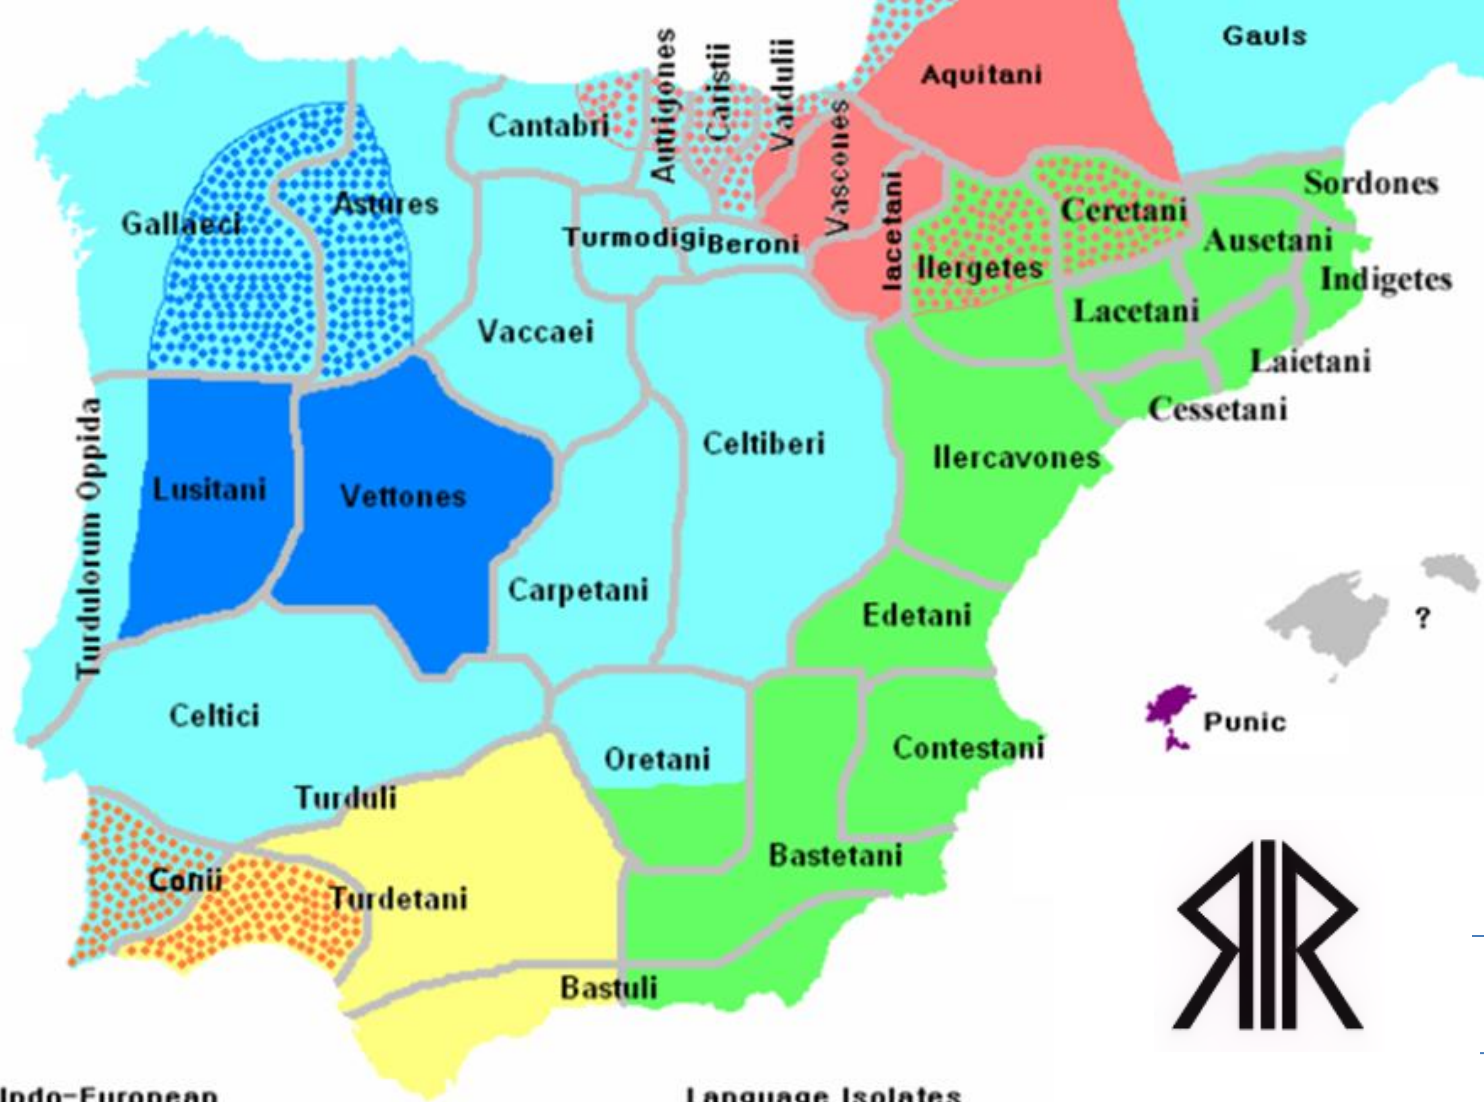 Gauls
Aquitani
Cantabri
Autrigones
Caristii
Vardulii
Vascones
Iacetani
Sordones
Gallaeci
Astures
Turmodigi
Beroni
Ilergetes
Ceretani
Ausetani
Indigetes
Lacetani
Vaccaei
Laietani
Cessetani
Celtiberi
Ilercavones
Turdulorum Oppida
Lusitani
Vettones
Carpetani
Edetani
?
Celtici
Punic
Oretani
Contestani
Turduli
Bastetani
Conii
Turdetani
Bastuli
Indo-European
Language Isolates